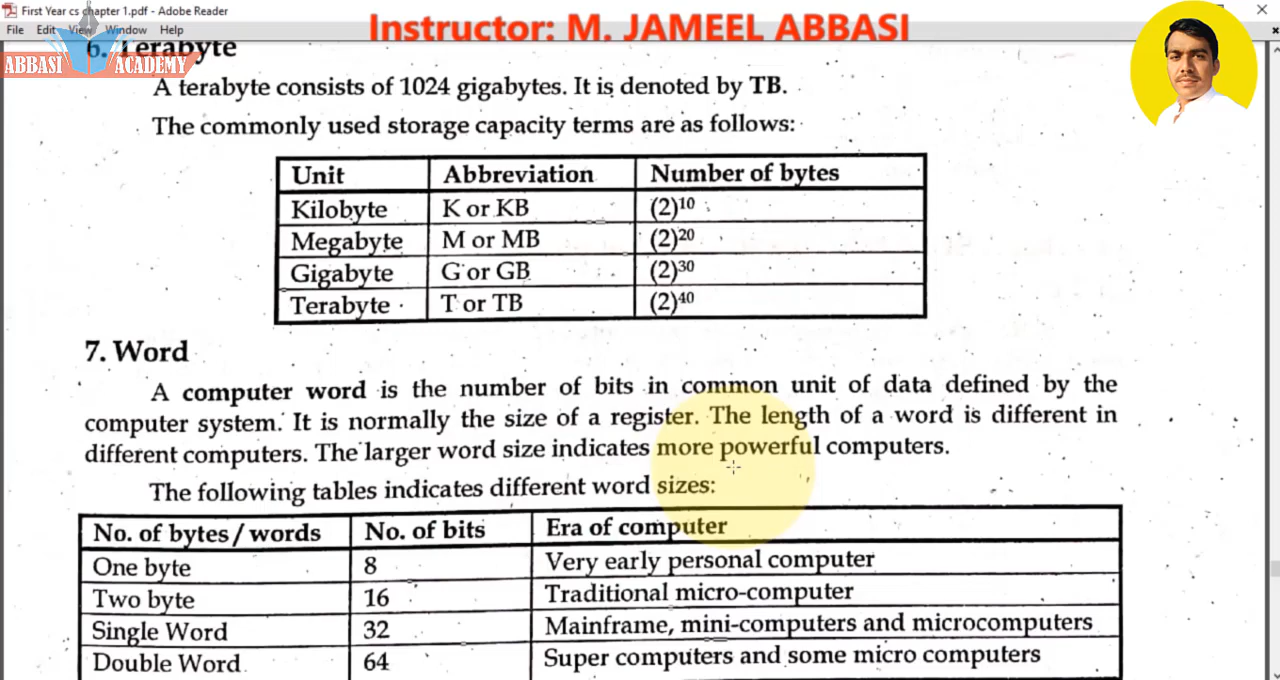 First Year cs chapter 1.pdf - Adobe Reader
File Edit View Window Help
Instructor: M. JAMEEL ABBASI
ABBASI ACADEMY
6. Terabyte
A terabyte consists of 1024 gigabytes. It is denoted by TB.
The commonly used storage capacity terms are as follows:
Unit Abbreviation Number of bytes
Kilobyte K or KB (2)¹⁰
Megabyte M or MB (2)²⁰
Gigabyte G or GB (2)³⁰
Terabyte T or TB (2)⁴⁰
7. Word
A computer word is the number of bits in common unit of data defined by the
computer system. It is normally the size of a register. The length of a word is different in
different computers. The larger word size indicates more powerful computers.
The following tables indicates different word sizes:
No. of bytes/words No. of bits Era of computer
One byte 8 Very early personal computer
Two byte 16 Traditional micro-computer
Single Word 32 Mainframe, mini-computers and microcomputers
Double Word 64 Super computers and some micro computers